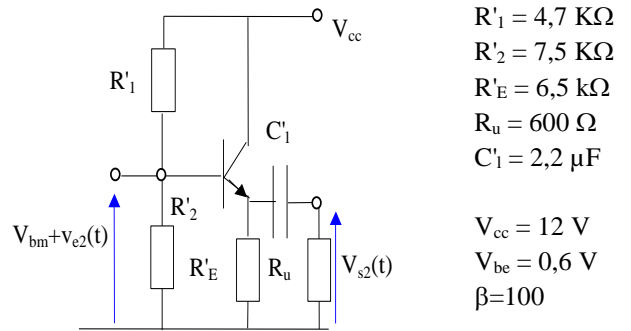 V_cc
R'_1
C'_1
R'_2
V_bm+v_e2(t)
R'_E
R_u
V_s2(t)
R'_1 = 4,7 KΩ
R'_2 = 7,5 KΩ
R'_E = 6,5 kΩ
R_u = 600 Ω
C'_1 = 2,2 µF
V_cc = 12 V
V_be = 0,6 V
β=100